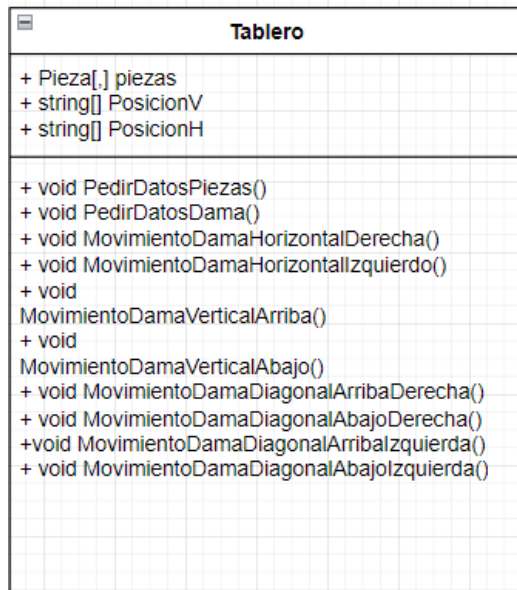 Tablero
+ Pieza[,] piezas
+ string[] PosicionV
+ string[] PosicionH
+ void PedirDatosPiezas()
+ void PedirDatosDama()
+ void MovimientoDamaHorizontalDerecha()
+ void MovimientoDamaHorizontalIzquierdo()
+ void
MovimientoDamaVerticalArriba()
+ void
MovimientoDamaVerticalAbajo()
+ void MovimientoDamaDiagonalArribaDerecha()
+ void MovimientoDamaDiagonalAbajoDerecha()
+void MovimientoDamaDiagonalArribaIzquierda()
+ void MovimientoDamaDiagonalAbajoIzquierda()